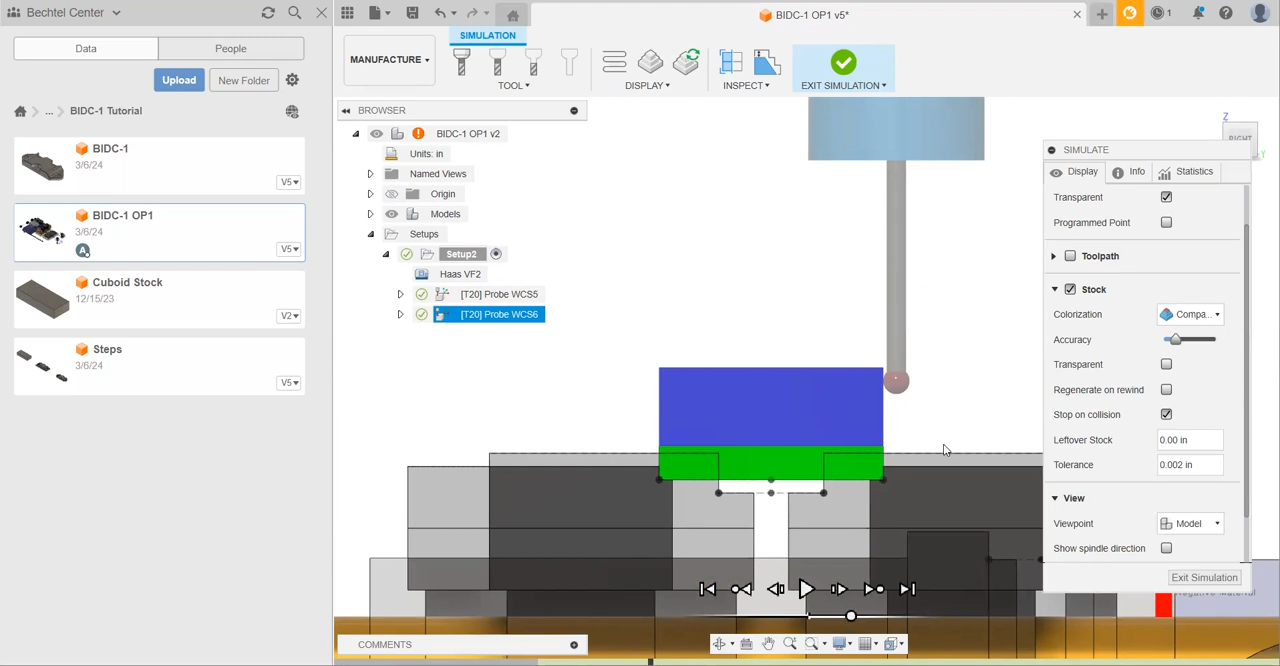 Bechtel Center
Data
People
Upload
New Folder
... BIDC-1 Tutorial
BIDC-1
3/6/24
V5
BIDC-1 OP1
3/6/24
A
V5
Cuboid Stock
12/15/23
V2
Steps
3/6/24
V5
BIDC-1 OP1 v5*
1
MANUFACTURE
SIMULATION
TOOL
DISPLAY
INSPECT
EXIT SIMULATION
BROWSER
BIDC-1 OP1 v2
Units: in
Named Views
Origin
Models
Setups
Setup2
Haas VF2
[T20] Probe WCS5
[T20] Probe WCS6
Z
RIGHT
Y
SIMULATE
Display
Info
Statistics
Transparent
Programmed Point
Toolpath
Stock
Colorization
Compa...
Accuracy
Transparent
Regenerate on rewind
Stop on collision
Leftover Stock
0.00 in
Tolerance
0.002 in
View
Viewpoint
Model
Show spindle direction
Exit Simulation
Negative Material
COMMENTS